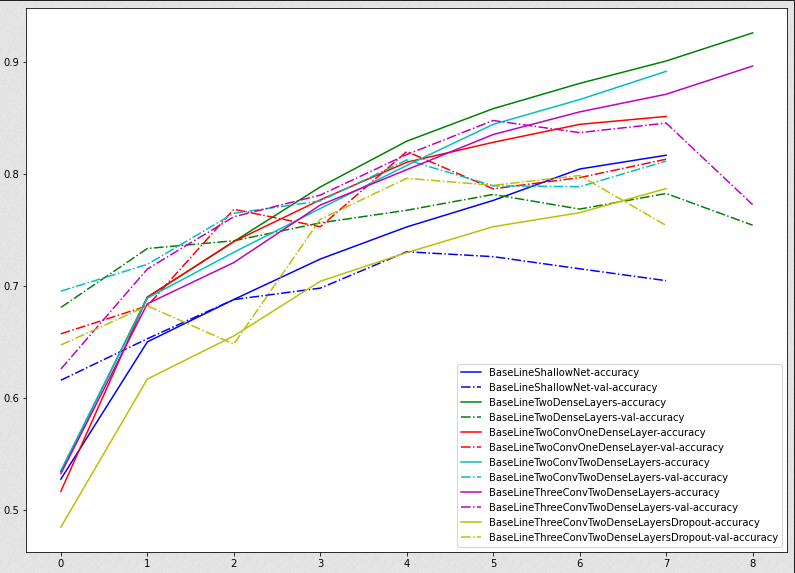 0.9
0.8
0.7
0.6
0.5
BaseLineShallowNet-accuracy
BaseLineShallowNet-val-accuracy
BaseLineTwoDenseLayers-accuracy
BaseLineTwoDenseLayers-val-accuracy
BaseLineTwoConvOneDenseLayer-accuracy
BaseLineTwoConvOneDenseLayer-val-accuracy
BaseLineTwoConvTwoDenseLayers-accuracy
BaseLineTwoConvTwoDenseLayers-val-accuracy
BaseLineThreeConvTwoDenseLayers-accuracy
BaseLineThreeConvTwoDenseLayers-val-accuracy
BaseLineThreeConvTwoDenseLayersDropout-accuracy
BaseLineThreeConvTwoDenseLayersDropout-val-accuracy
0 1 2 3 4 5 6 7 8